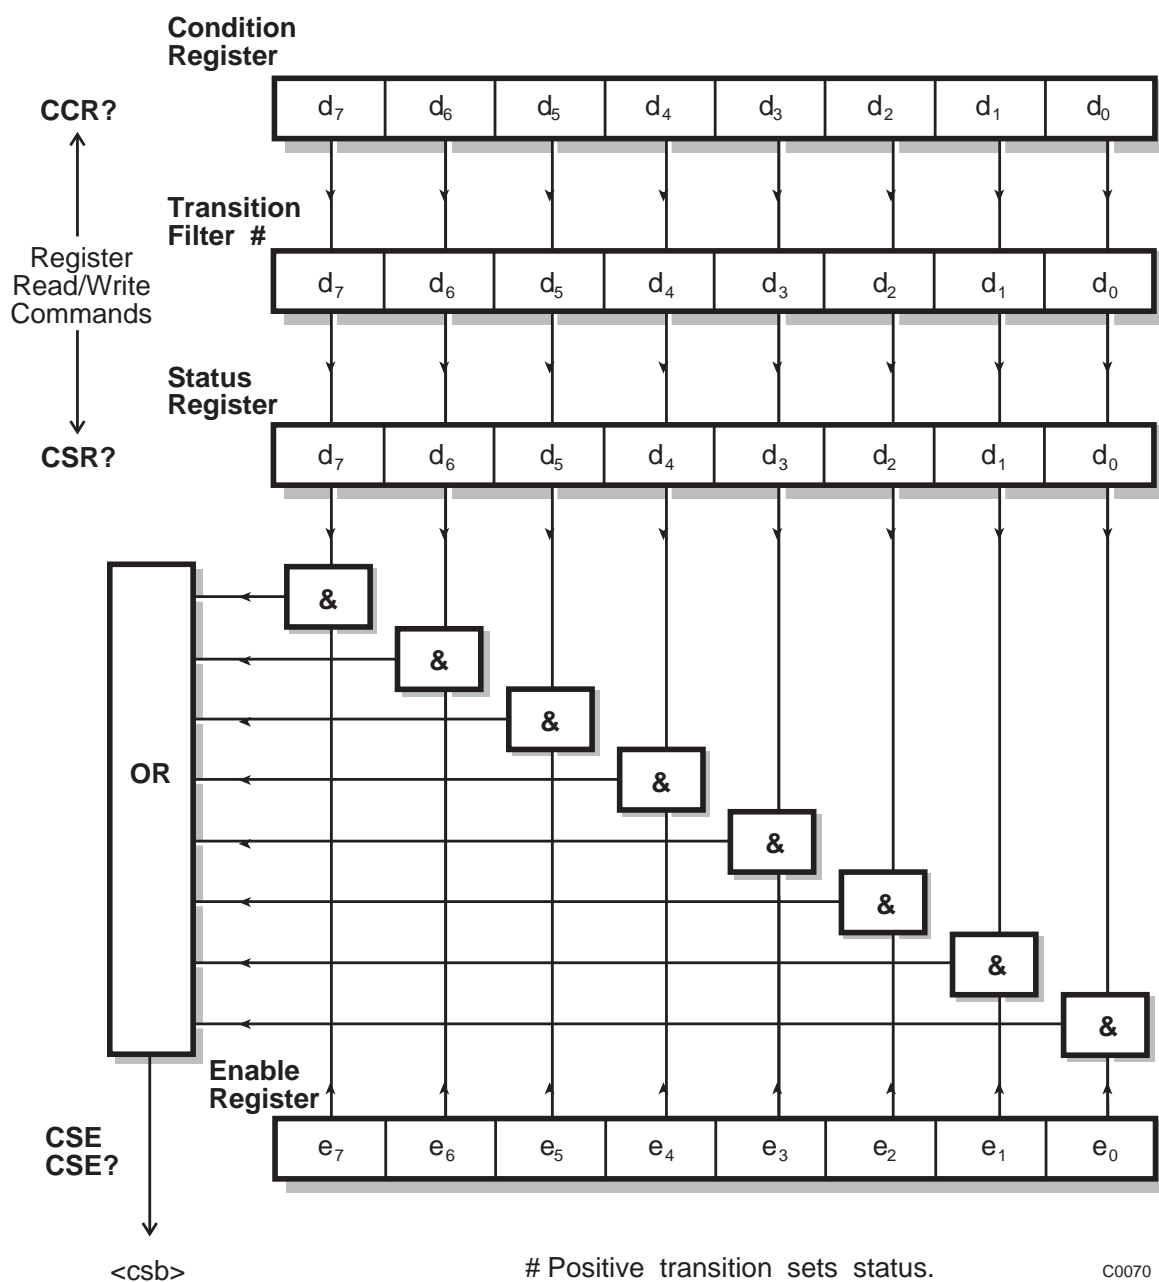 Condition
Register
CCR?
d7 d6 d5 d4 d3 d2 d1 d0
Transition
Filter #
Register
Read/Write
Commands
d7 d6 d5 d4 d3 d2 d1 d0
Status
Register
CSR?
d7 d6 d5 d4 d3 d2 d1 d0
&
&
&
OR
&
&
&
&
&
Enable
Register
CSE
CSE?
e7 e6 e5 e4 e3 e2 e1 e0
<csb>
# Positive transition sets status.
C0070